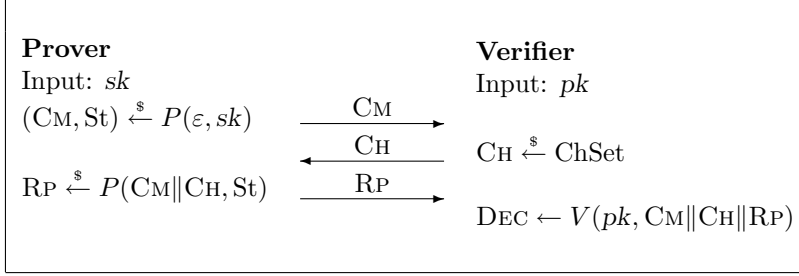 Prover
Input: sk
(CM, St) $← P(ε, sk)
RP $← P(CM‖CH, St)
CM
CH
RP
Verifier
Input: pk
CH $← ChSet
DEC ← V(pk, CM‖CH‖RP)